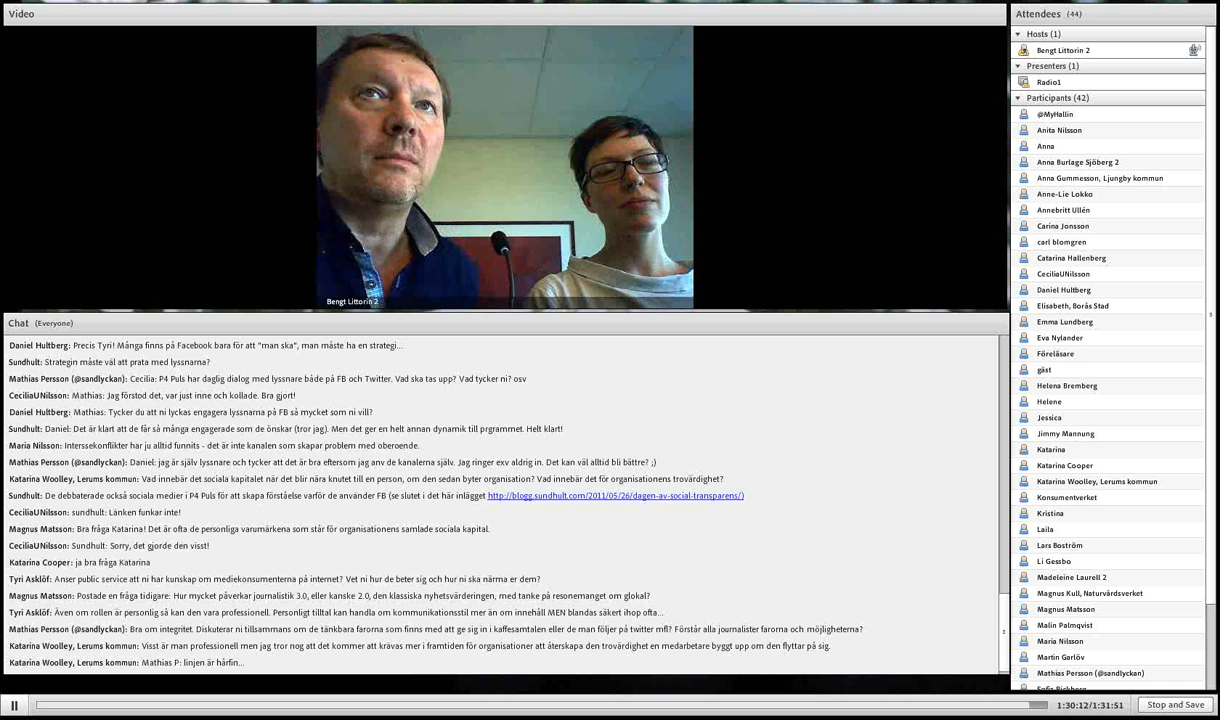 Video
Bengt Littorin 2
Chat (Everyone)
Daniel Hultberg: Precis Tyri! Många finns på Facebook bara för att "man ska", man måste ha en strategi...
Sundhult: Strategin måste väl att prata med lyssnarna?
Mathias Persson (@sandlyckan): Cecilia: P4 Puls har daglig dialog med lyssnare både på FB och Twitter. Vad ska tas upp? Vad tycker ni? osv
CeciliaUNilsson: Mathias: Jag förstod det, var just inne och kollade. Bra gjort!
Daniel Hultberg: Mathias: Tycker du att ni lyckas engagera lyssnarna på FB så mycket som ni vill?
Sundhult: Daniel: Det är klart att de får så många engagerade som de önskar (tror jag). Men det ger en helt annan dynamik till prgrammet. Helt klart!
Maria Nilsson: Interssekonflikter har ju alltid funnits - det är inte kanalen som skapar problem med oberoende.
Mathias Persson (@sandlyckan): Daniel: jag är själv lyssnare och tycker att det är bra eftersom jag anv de kanalerna själv. Jag ringer exv aldrig in. Det kan väl alltid bli bättre? ;)
Katarina Woolley, Lerums kommun: Vad innebär det sociala kapitalet när det blir nära knutet till en person, om den sedan byter organisation? Vad innebär det för organisationens trovärdighet?
Sundhult: De debbaterade också sociala medier i P4 Puls för att skapa förståelse varför de använder FB (se slutet i det här inlägget http://blogg.sundhult.com/2011/05/26/dagen-av-social-transparens/)
CeciliaUNilsson: sundhult: Länken funkar inte!
Magnus Matsson: Bra fråga Katarina! Det är ofta de personliga varumärkena som står för organisationens samlade sociala kapital.
CeciliaUNilsson: Sundhult: Sorry, det gjorde den visst!
Katarina Cooper: ja bra fråga Katarina
Tyri Asklöf: Anser public service att ni har kunskap om mediekonsumenterna på internet? Vet ni hur de beter sig och hur ni ska närma er dem?
Magnus Matsson: Postade en fråga tidigare: Hur mycket påverkar journalistik 3.0, eller kanske 2.0, den klassiska nyhetsvärderingen, med tanke på resonemanget om global?
Tyri Asklöf: Även om rollen är personlig så kan den vara professionell. Personligt tilltal kan handla om kommunikationsstil mer än om innehåll MEN blandas säkert ihop ofta...
Mathias Persson (@sandlyckan): Bra om integritet. Diskuterar ni tillsammans om de tänkbara farorna som finns med att ge sig in i kaffesamtalen eller de man följer på twitter mfl? Förstår alla journalister farorna och möjligheterna?
Katarina Woolley, Lerums kommun: Visst är man professionell men jag tror nog att det kommer att krävas mer i framtiden för organisationer att återskapa den trovärdighet en medarbetare byggt upp om den flyttar på sig.
Katarina Woolley, Lerums kommun: Mathias P: linjen är hårfin...
Attendees (44)
Hosts (1)
Bengt Littorin 2
Presenters (1)
Radio1
Participants (42)
@MyHallin
Anita Nilsson
Anna
Anna Burlage Sjöberg 2
Anna Gummesson, Ljungby kommun
Anne-Lie Lokko
Annebritt Ullén
Carina Jonsson
carl blomgren
Catarina Hallenberg
CeciliaUNilsson
Daniel Hultberg
Elisabeth, Borås Stad
Emma Lundberg
Eva Nylander
Föreläsare
gäst
Helena Bremberg
Helene
Jessica
Jimmy Mannung
Katarina
Katarina Cooper
Katarina Woolley, Lerums kommun
Konsumentverket
Kristina
Laila
Lars Boström
Li Gessbo
Madeleine Laurell 2
Magnus Kull, Naturvårdsverket
Magnus Matsson
Malin Palmqvist
Maria Nilsson
Martin Garlöv
Mathias Persson (@sandlyckan)
1:30:12/1:31:51
Stop and Save